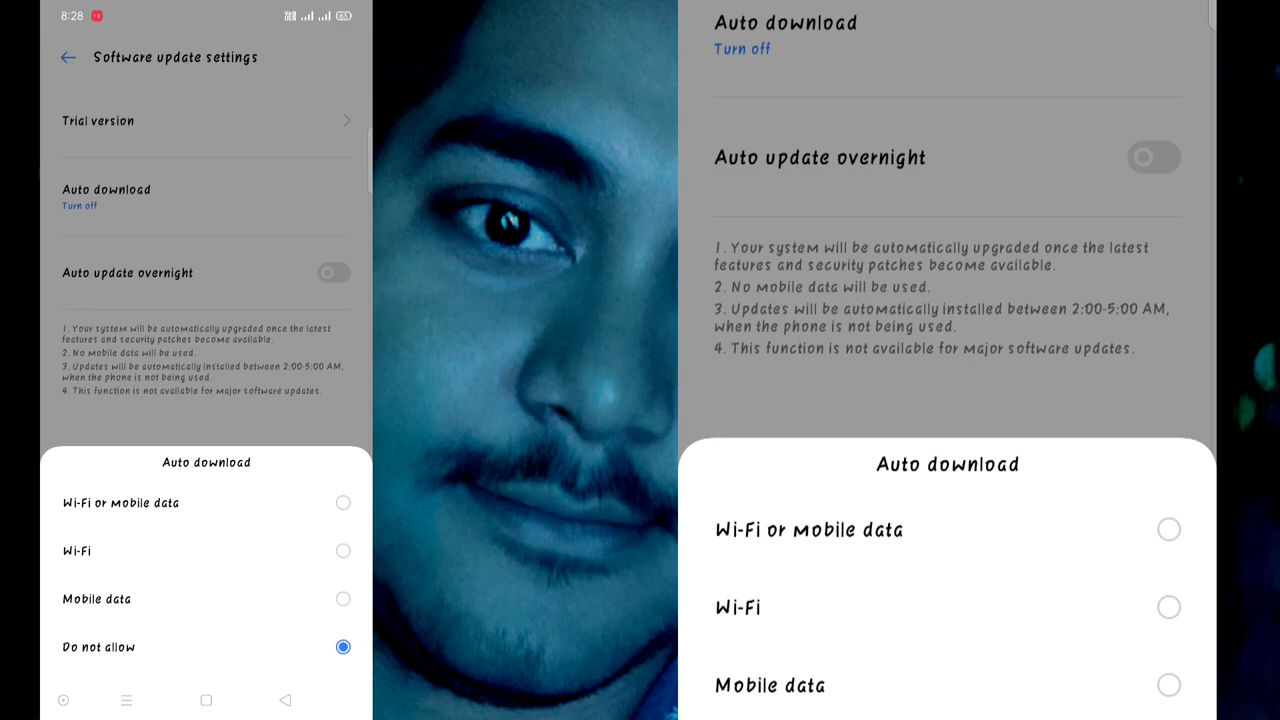 8:28
63
Software update settings
Trial version
Auto download
Turn off
Auto update overnight
1. Your system will be automatically upgraded once the latest
features and security patches become available.
2. No mobile data will be used.
3. Updates will be automatically installed between 2:00-5:00 AM,
when the phone is not being used.
4. This function is not available for major software updates.
Auto download
Wi-Fi or mobile data
Wi-Fi
Mobile data
Do not allow
Auto download
Turn off
Auto update overnight
1. Your system will be automatically upgraded once the latest
features and security patches become available.
2. No mobile data will be used.
3. Updates will be automatically installed between 2:00-5:00 AM,
when the phone is not being used.
4. This function is not available for major software updates.
Auto download
Wi-Fi or mobile data
Wi-Fi
Mobile data